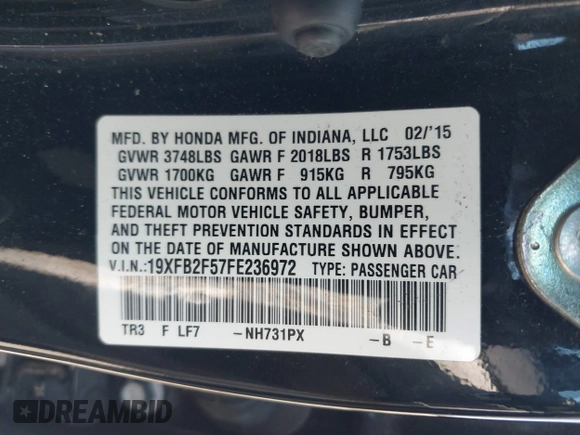 MFD. BY HONDA MFG. OF INDIANA, LLC 02/'15
GVWR 3748LBS GAWR F 2018LBS R 1753LBS
GVWR 1700KG GAWR F 915KG R 795KG
THIS VEHICLE CONFORMS TO ALL APPLICABLE
FEDERAL MOTOR VEHICLE SAFETY, BUMPER,
AND THEFT PREVENTION STANDARDS IN EFFECT
ON THE DATE OF MANUFACTURE SHOWN ABOVE.
V.I.N.:19XFB2F57FE236972 TYPE: PASSENGER CAR
TR3 F LF7 -NH731PX -B -E
DREAMBID